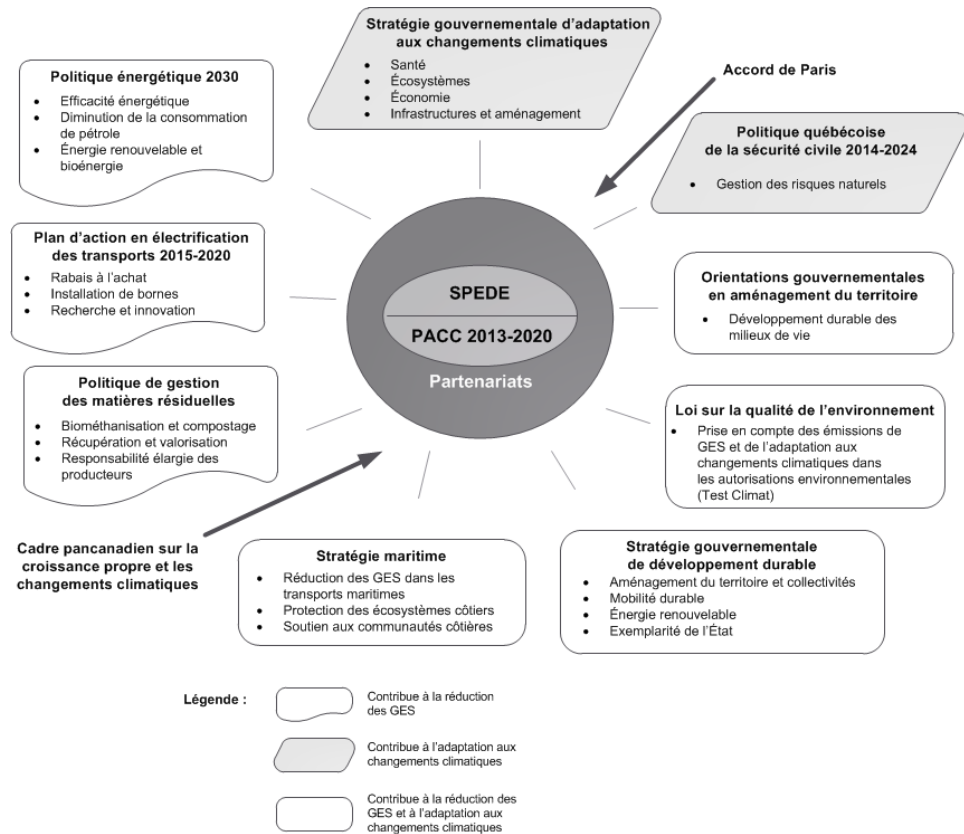 Stratégie gouvernementale d'adaptation
aux changements climatiques
• Santé
• Écosystèmes
• Économie
• Infrastructures et aménagement
Accord de Paris
Politique énergétique 2030
• Efficacité énergétique
• Diminution de la consommation
de pétrole
• Énergie renouvelable et
bioénergie
Politique québécoise
de la sécurité civile 2014-2024
• Gestion des risques naturels
Plan d'action en électrification
des transports 2015-2020
• Rabais à l'achat
• Installation de bornes
• Recherche et innovation
SPEDE
PACC 2013-2020
Partenariats
Orientations gouvernementales
en aménagement du territoire
• Développement durable des
milieux de vie
Politique de gestion
des matières résiduelles
• Biométhanisation et compostage
• Récupération et valorisation
• Responsabilité élargie des
producteurs
Loi sur la qualité de l'environnement
• Prise en compte des émissions de
GES et de l'adaptation aux
changements climatiques dans
les autorisations environnementales
(Test Climat)
Cadre pancanadien sur la
croissance propre et les
changements climatiques
Stratégie maritime
• Réduction des GES dans les
transports maritimes
• Protection des écosystèmes côtiers
• Soutien aux communautés côtières
Stratégie gouvernementale
de développement durable
• Aménagement du territoire et collectivités
• Mobilité durable
• Énergie renouvelable
• Exemplarité de l'État
Légende :
Contribue à la réduction
des GES
Contribue à l'adaptation aux
changements climatiques
Contribue à la réduction des
GES et à l'adaptation aux
changements climatiques